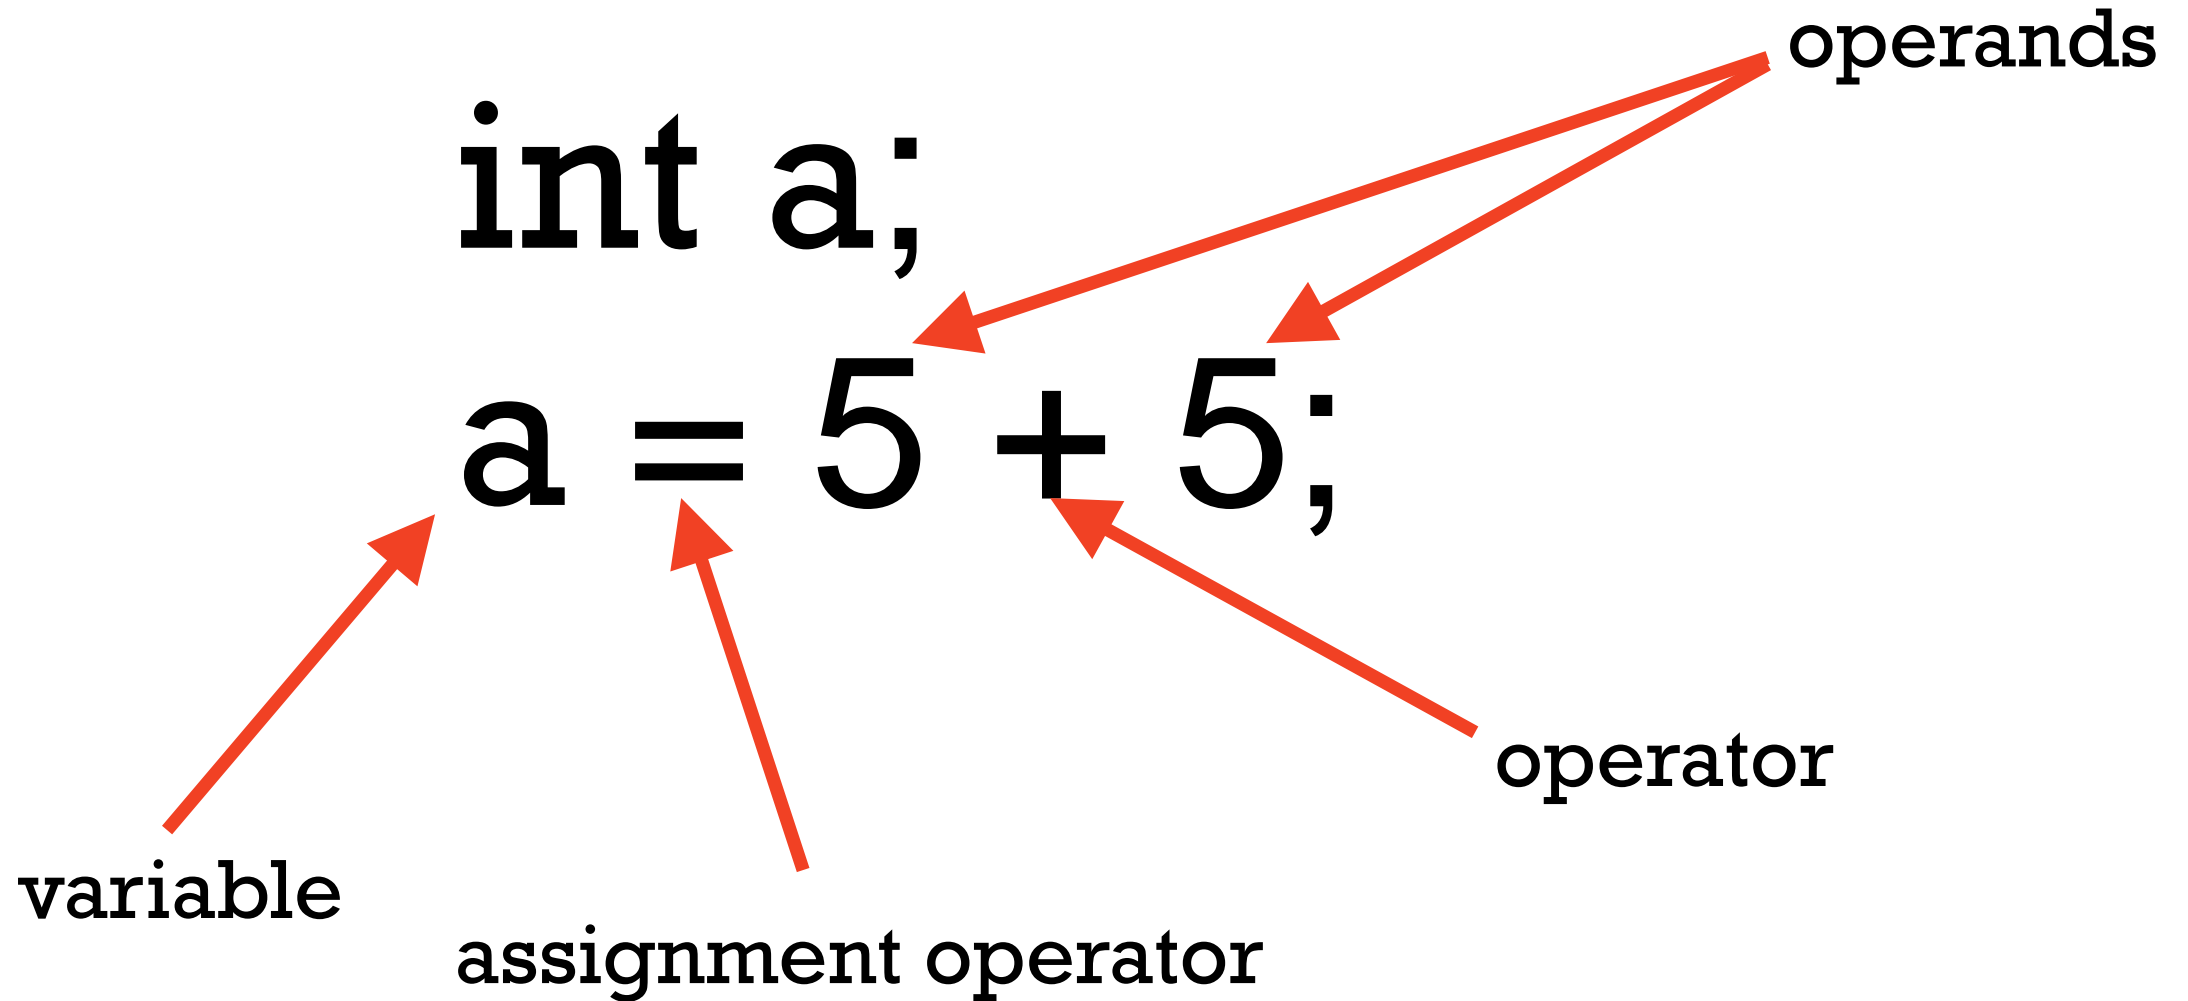 operands
int a;
a = 5 + 5;
operator
variable
assignment operator